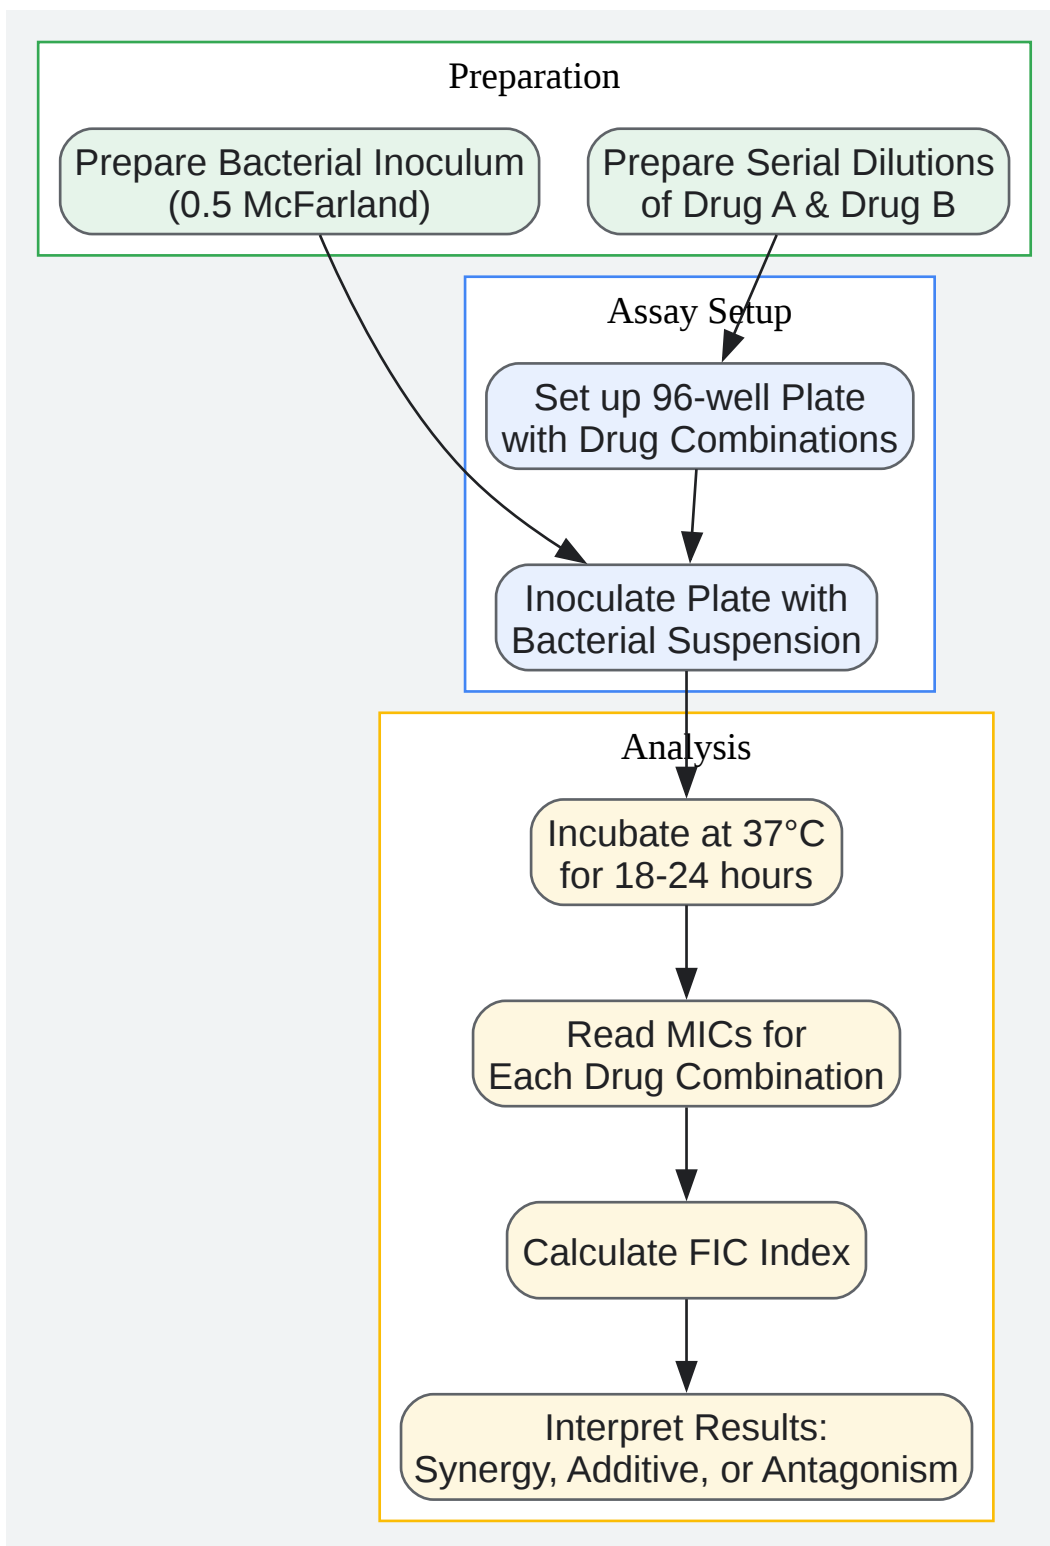 Preparation
Prepare Bacterial Inoculum
(0.5 McFarland)
Prepare Serial Dilutions
of Drug A & Drug B
Assay Setup
Set up 96-well Plate
with Drug Combinations
Inoculate Plate with
Bacterial Suspension
Analysis
Incubate at 37°C
for 18-24 hours
Read MICs for
Each Drug Combination
Calculate FIC Index
Interpret Results:
Synergy, Additive, or Antagonism